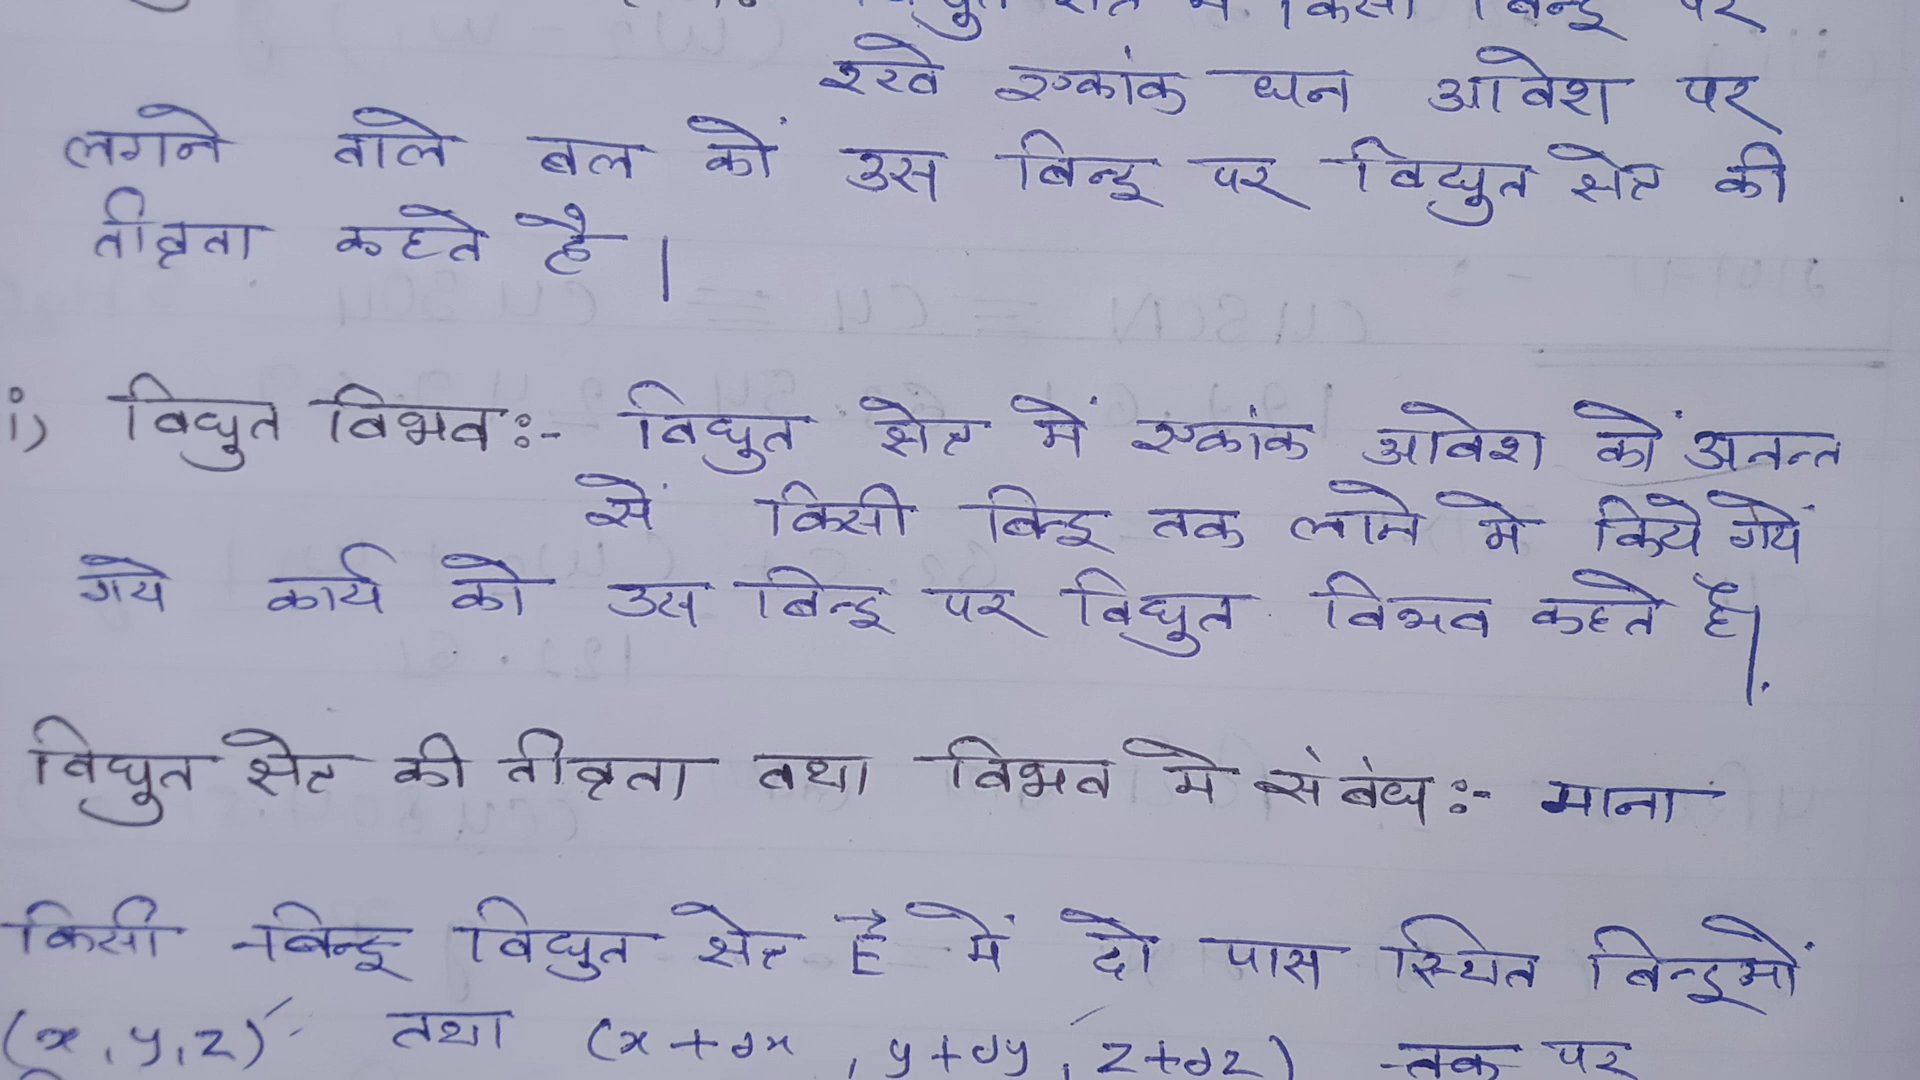 विद्युत क्षेत्र में किसी बिन्दु पर
रखे एकांक धन आवेश पर
लगने वाले बल कों उस बिन्दु पर विद्युत क्षेत्र की
तीव्रता कहते है |
i) विद्युत विभव :- विद्युत क्षेत्र में एकांक आवेश कों अनन्त
सें किसी बिन्दु तक लाने मे किये गयें
गये कार्य को उस बिन्दु पर विद्युत विभव कहते है|.
विद्युत क्षेत्र की तीव्रता तथा विभव मे संबंध :- माना
किसी बिन्दु विद्युत क्षेत्र E⃗ में दो पास स्थित बिन्दुओं
(x, y, z) तथा (x+dx, y+dy, z+dz) तक पर